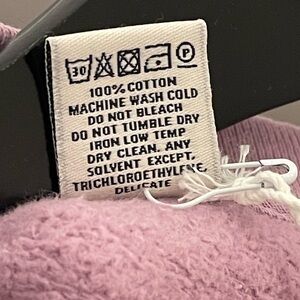 30 P
100% COTTON
MACHINE WASH COLD
DO NOT BLEACH
DO NOT TUMBLE DRY
IRON LOW TEMP
DRY CLEAN, ANY
SOLVENT EXCEPT,
TRICHLOROETHYLENE,
DELICATE